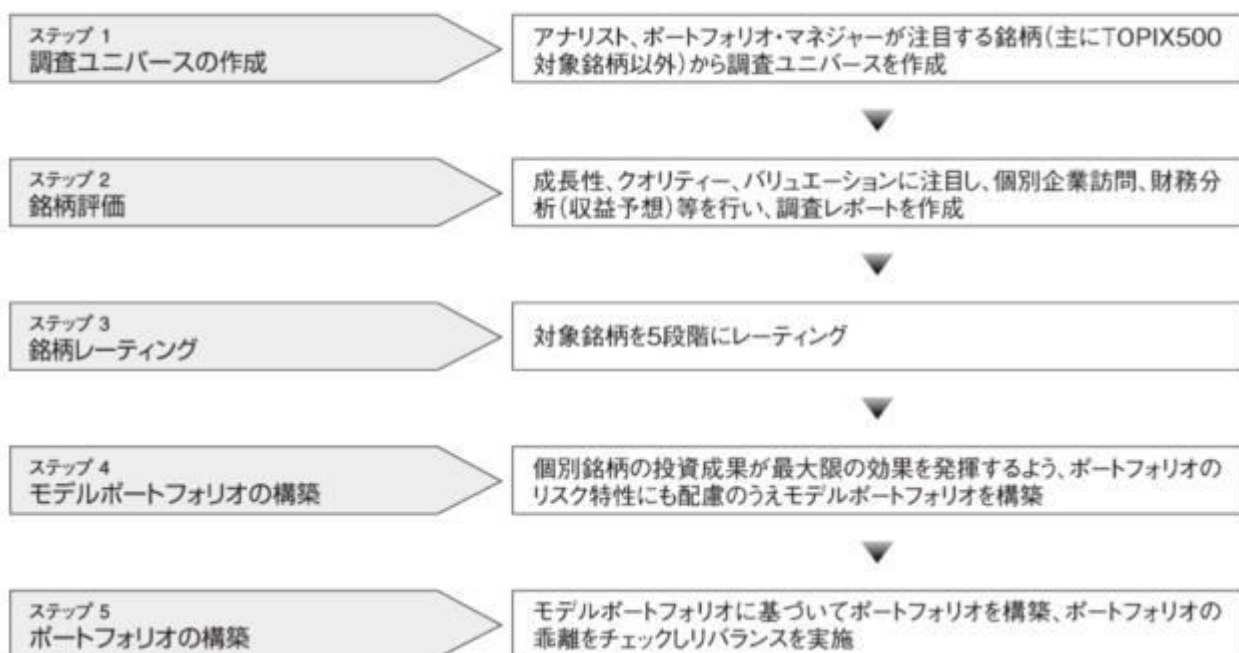 ステップ 1
調査ユニバースの作成
アナリスト、ポートフォリオ・マネジャーが注目する銘柄(主にTOPIX500
対象銘柄以外)から調査ユニバースを作成
ステップ 2
銘柄評価
成長性、クオリティー、バリュエーションに注目し、個別企業訪問、財務分
析(収益予想)等を行い、調査レポートを作成
ステップ 3
銘柄レーティング
対象銘柄を5段階にレーティング
ステップ 4
モデルポートフォリオの構築
個別銘柄の投資成果が最大限の効果を発揮するよう、ポートフォリオの
リスク特性にも配慮のうえモデルポートフォリオを構築
ステップ 5
ポートフォリオの構築
モデルポートフォリオに基づいてポートフォリオを構築、ポートフォリオの
乖離をチェックしリバランスを実施